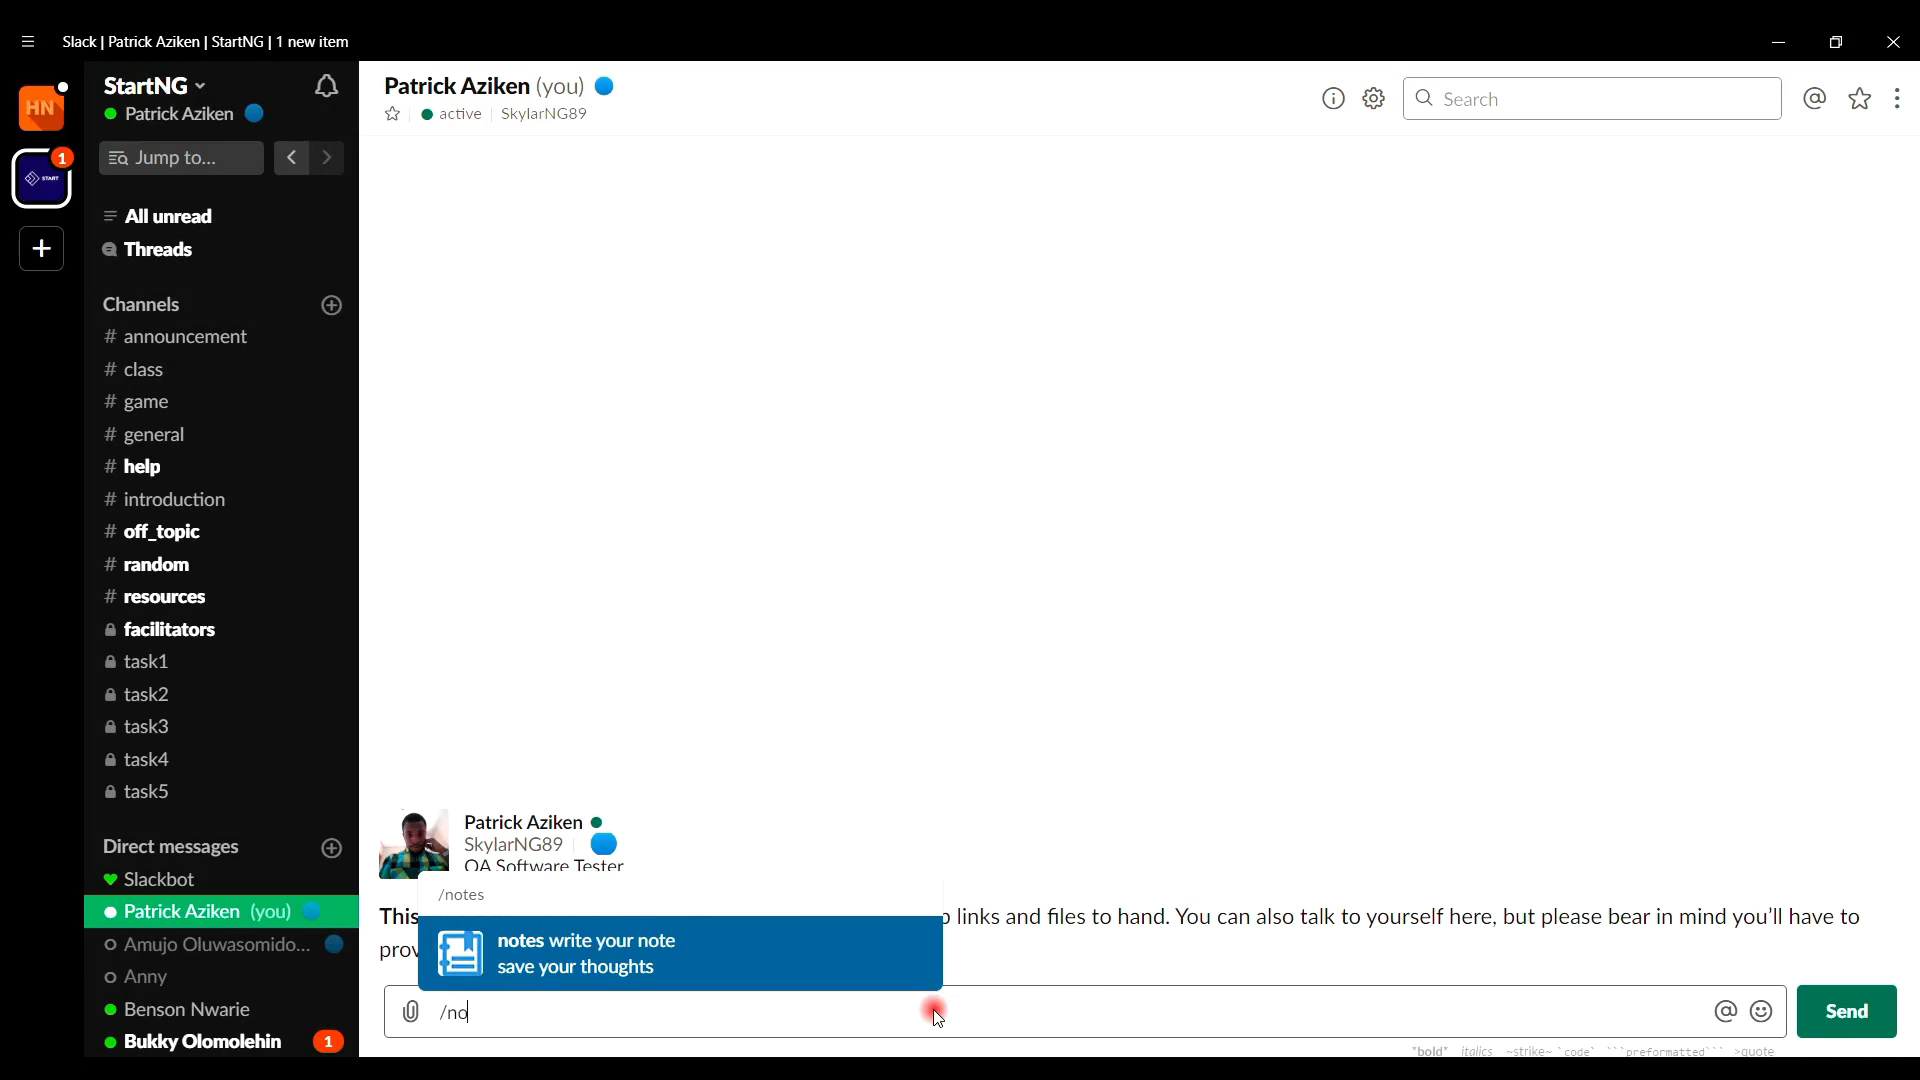 Slack | Patrick Aziken | StartNG | 1 new item
HN
StartNG
Patrick Aziken
Jump to...
1
START
All unread
Threads
Channels
# announcement
# class
# game
# general
# help
# introduction
# off_topic
# random
# resources
facilitators
task1
task2
task3
task4
task5
Direct messages
Slackbot
Patrick Aziken (you)
Amujo Oluwasomido...
Anny
Benson Nwarie
Bukky Olomolehin 1
Patrick Aziken (you)
active SkylarNG89
Search
Patrick Aziken
SkylarNG89
QA Software Tester
/notes
This links and files to hand. You can also talk to yourself here, but please bear in mind you'll have to
notes write your note
save your thoughts
/no
Send
*bold* _italics_ ~strike~ `code` ```preformatted``` >quote